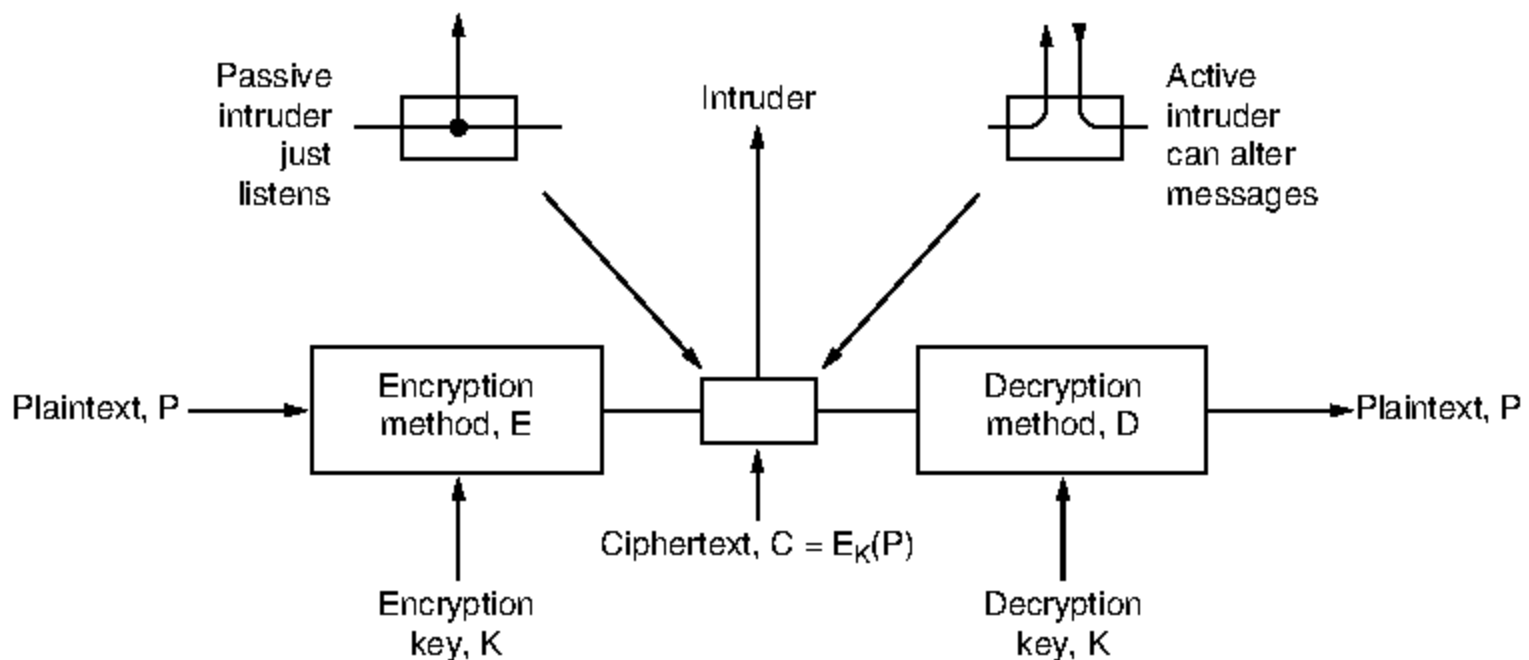 Passive
intruder
just
listens
Intruder
Active
intruder
can alter
messages
Plaintext, P
Encryption
method, E
Decryption
method, D
Plaintext, P
Ciphertext, C = E_K(P)
Encryption
key, K
Decryption
key, K